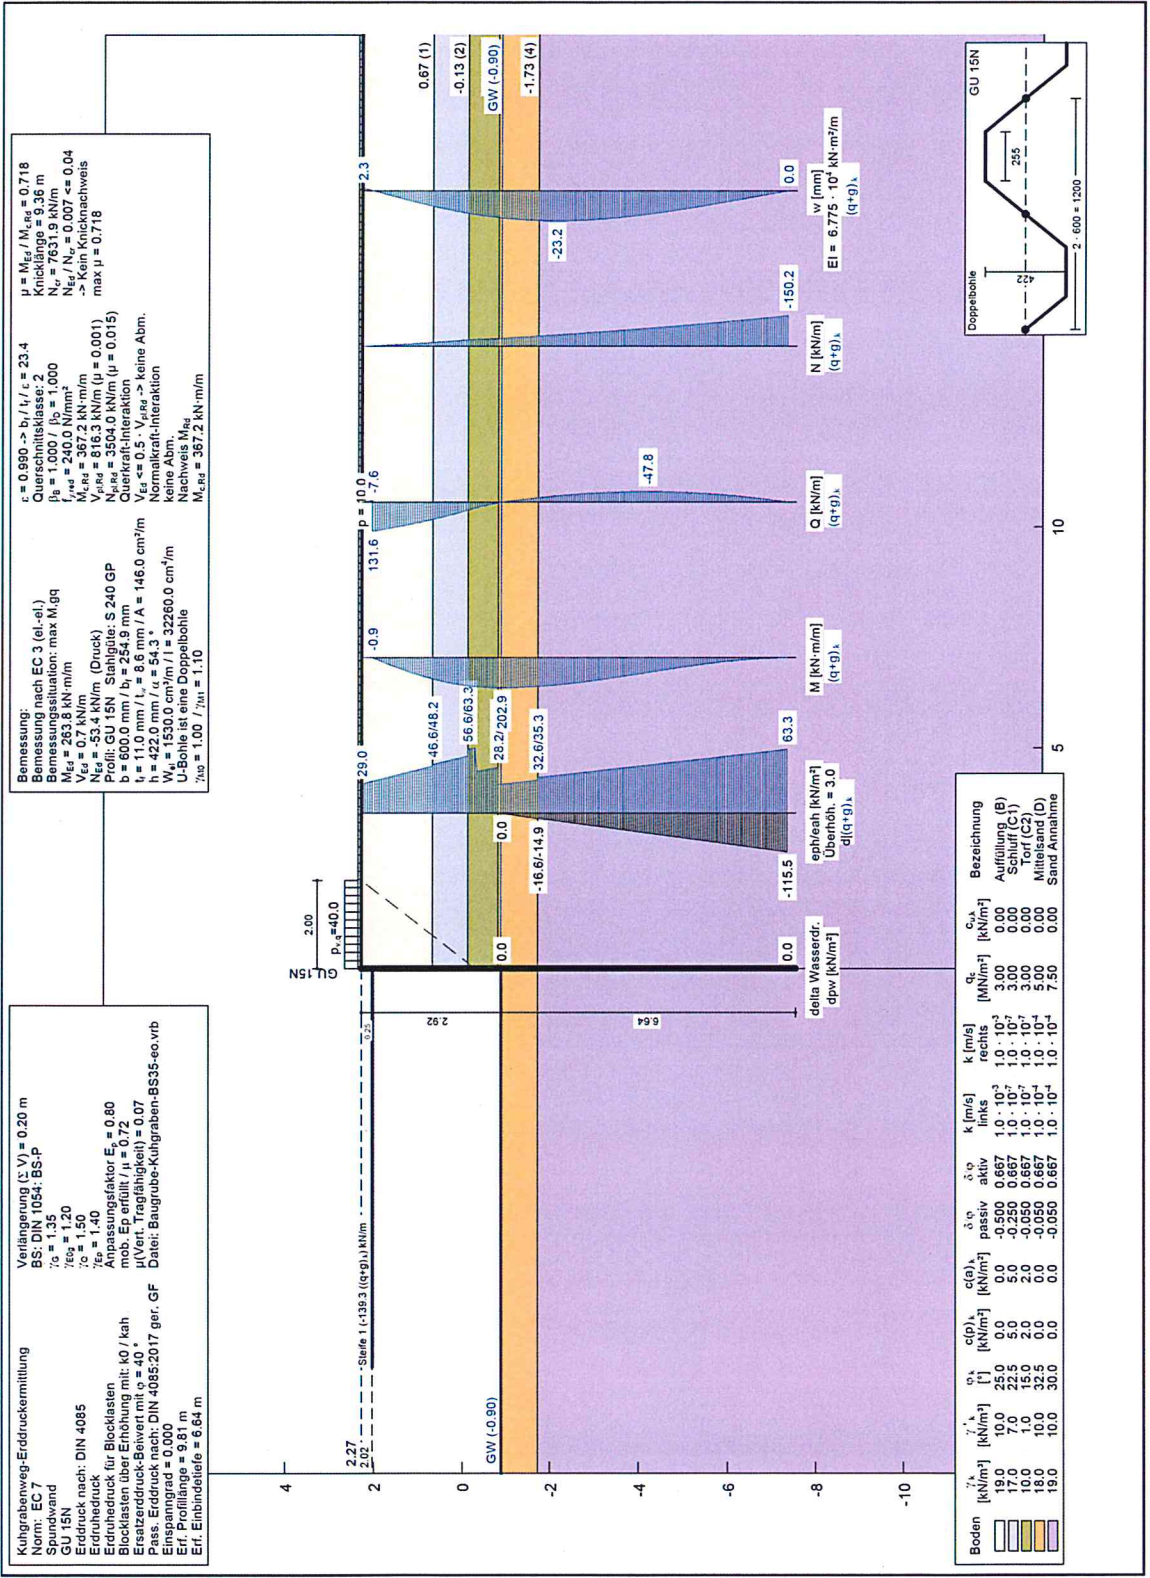 Kuhgrabenweg-Erddruckermittlung
Norm: EC 7
Spundwand
GU 15N
Erddruck nach: DIN 4085
Erdruhedruck
Erdruhedruck für Blocklasten
Blocklasten über Erhöhung mit: k0 / kah
Ersatzerddruck-Beiwert mit φ = 40 °
Pass. Erddruck nach: DIN 4085:2017 ger. GF
Einspanngrad = 0.000
Erf. Profillänge = 9.81 m
Erf. Einbindetiefe = 6.64 m
Verlängerung (Σ V) = 0.20 m
BS: DIN 1054: BS-P
γG = 1.35
γE0g = 1.20
γQ = 1.50
γEp = 1.40
Anpassungsfaktor Ep = 0.80
mob. Ep erfüllt / μ = 0.72
μ(Vert. Tragfähigkeit) = 0.07
Datei: Baugrube-Kuhgraben-BS35-eo.vrb
Bemessung:
Bemessung nach EC 3 (el.-el.)
Bemessungssituation: max M,gq
MEd = 263.8 kN·m/m
VEd = 0.7 kN/m
NEd = -53.4 kN/m (Druck)
Profil: GU 15N Stahlgüte: S 240 GP
b = 600.0 mm / bf = 254.9 mm
tf = 11.0 mm / tw = 8.6 mm / A = 146.0 cm²/m
h = 422.0 mm / α = 54.3 °
Wel = 1530.0 cm³/m / I = 32260.0 cm⁴/m
U-Bohle ist eine Doppelbohle
γM0 = 1.00 / γM1 = 1.10
ε = 0.990 -> bf / tf / ε = 23.4
Querschnittsklasse: 2
βB = 1.000 / βD = 1.000
fy,red = 240.0 N/mm²
Mc,Rd = 367.2 kN·m/m
Vpl,Rd = 816.3 kN/m (μ = 0.001)
Npl,Rd = 3504.0 kN/m (μ = 0.015)
Querkraft-Interaktion
VEd <= 0.5 · Vpl,Rd -> keine Abm.
Normalkraft-Interaktion
keine Abm.
Nachweis MRd
Mc,Rd = 367.2 kN·m/m
μ = MEd / Mc,Rd = 0.718
Knicklänge = 9.36 m
Ncr = 7631.9 kN/m
NEd / Ncr = 0.007 <= 0.04
-> Kein Knicknachweis
max μ = 0.718
2.00
pv,q=40.0
GU 15N
p = 10.0
2.27
2.02
Steife 1 (-139.3 ((q+g)k) kN/m
0.25
2.92
6.64
GW (-0.90)
29.0
46.6/48.2
56.6/63.3
28.2/202.9
32.6/35.3
63.3
0.0
-16.6/-14.9
-115.5
-0.9
131.6
-7.6
-47.8
-150.2
2.3
-23.2
0.0
0.67 (1)
-0.13 (2)
GW (-0.90)
-1.73 (4)
0.0
0.0
delta Wasserdr.
dpw [kN/m²]
eph/eah [kN/m²]
Überhöh. = 3.0
d|(q+g)k
M [kN·m/m]
(q+g)k
Q [kN/m]
(q+g)k
N [kN/m]
(q+g)k
w [mm]
EI = 6.775 · 10⁴ kN·m²/m
(q+g)k
4
2
0
-2
-4
-6
-8
-10
5
10
Boden γk [kN/m³] γ'k [kN/m³] φk [°] c(p)k [kN/m²] c(a)k [kN/m²] δ/φ passiv δ/φ aktiv k [m/s] links k [m/s] rechts qc [MN/m²] cu,k [kN/m²] Bezeichnung
19.0 10.0 25.0 0.0 0.0 -0.500 0.667 1.0 · 10⁻³ 1.0 · 10⁻³ 3.00 0.00 Auffüllung (B)
17.0 7.0 22.5 5.0 5.0 -0.250 0.667 1.0 · 10⁻⁷ 1.0 · 10⁻⁷ 3.00 0.00 Schluff (C1)
10.0 1.0 15.0 2.0 2.0 -0.050 0.667 1.0 · 10⁻⁷ 1.0 · 10⁻⁷ 3.00 0.00 Torf (C2)
18.0 10.0 32.5 0.0 0.0 -0.050 0.667 1.0 · 10⁻⁴ 1.0 · 10⁻⁴ 5.00 0.00 Mittelsand (D)
19.0 10.0 30.0 0.0 0.0 -0.050 0.667 1.0 · 10⁻⁴ 1.0 · 10⁻⁴ 7.50 0.00 Sand Annahme
Doppelbohle
GU 15N
422
255
2 · 600 = 1200